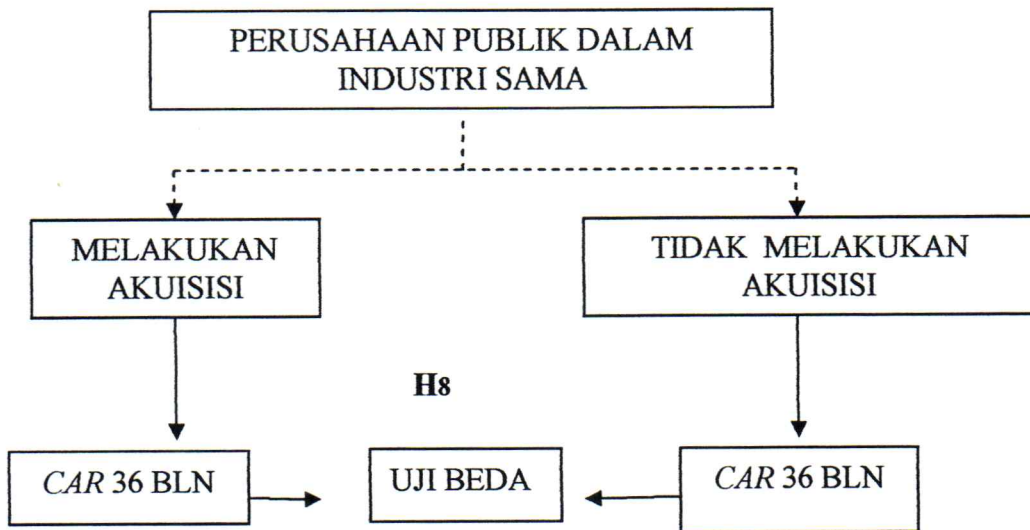 PERUSAHAAN PUBLIK DALAM
INDUSTRI SAMA
MELAKUKAN
AKUISISI
TIDAK MELAKUKAN
AKUISISI
H8
CAR 36 BLN
UJI BEDA
CAR 36 BLN